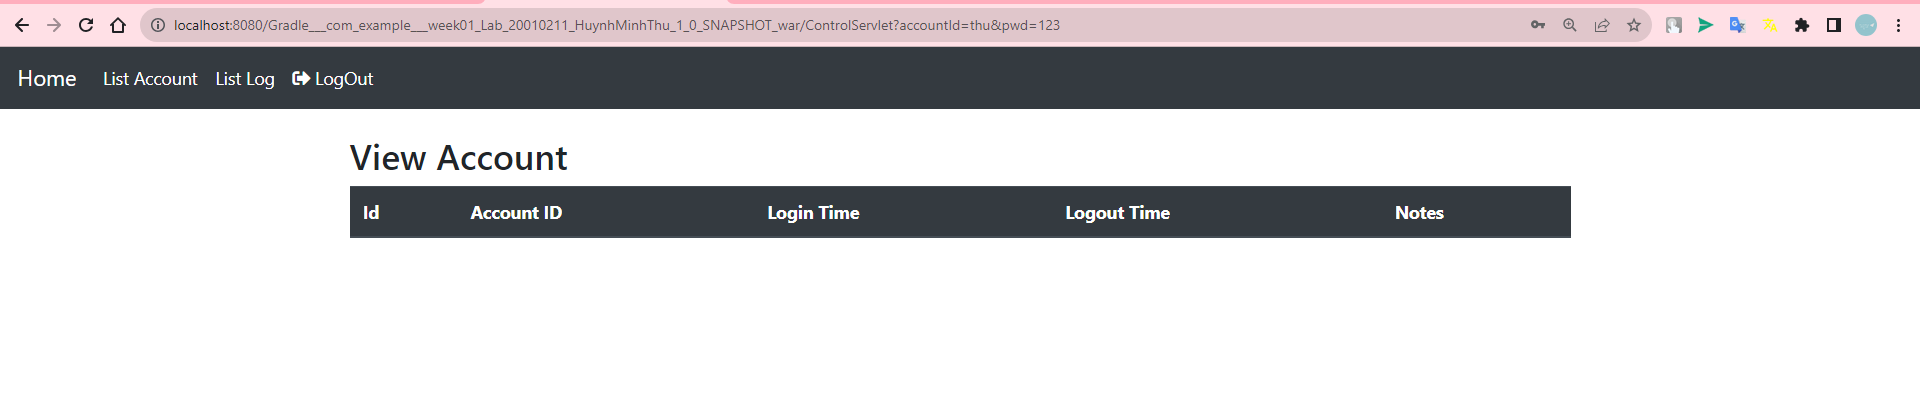 localhost:8080/Gradle___com_example___week01_Lab_20010211_HuynhMinhThu_1_0_SNAPSHOT_war/ControlServlet?accountId=thu&pwd=123
Home List Account List Log LogOut
View Account
Id Account ID Login Time Logout Time Notes